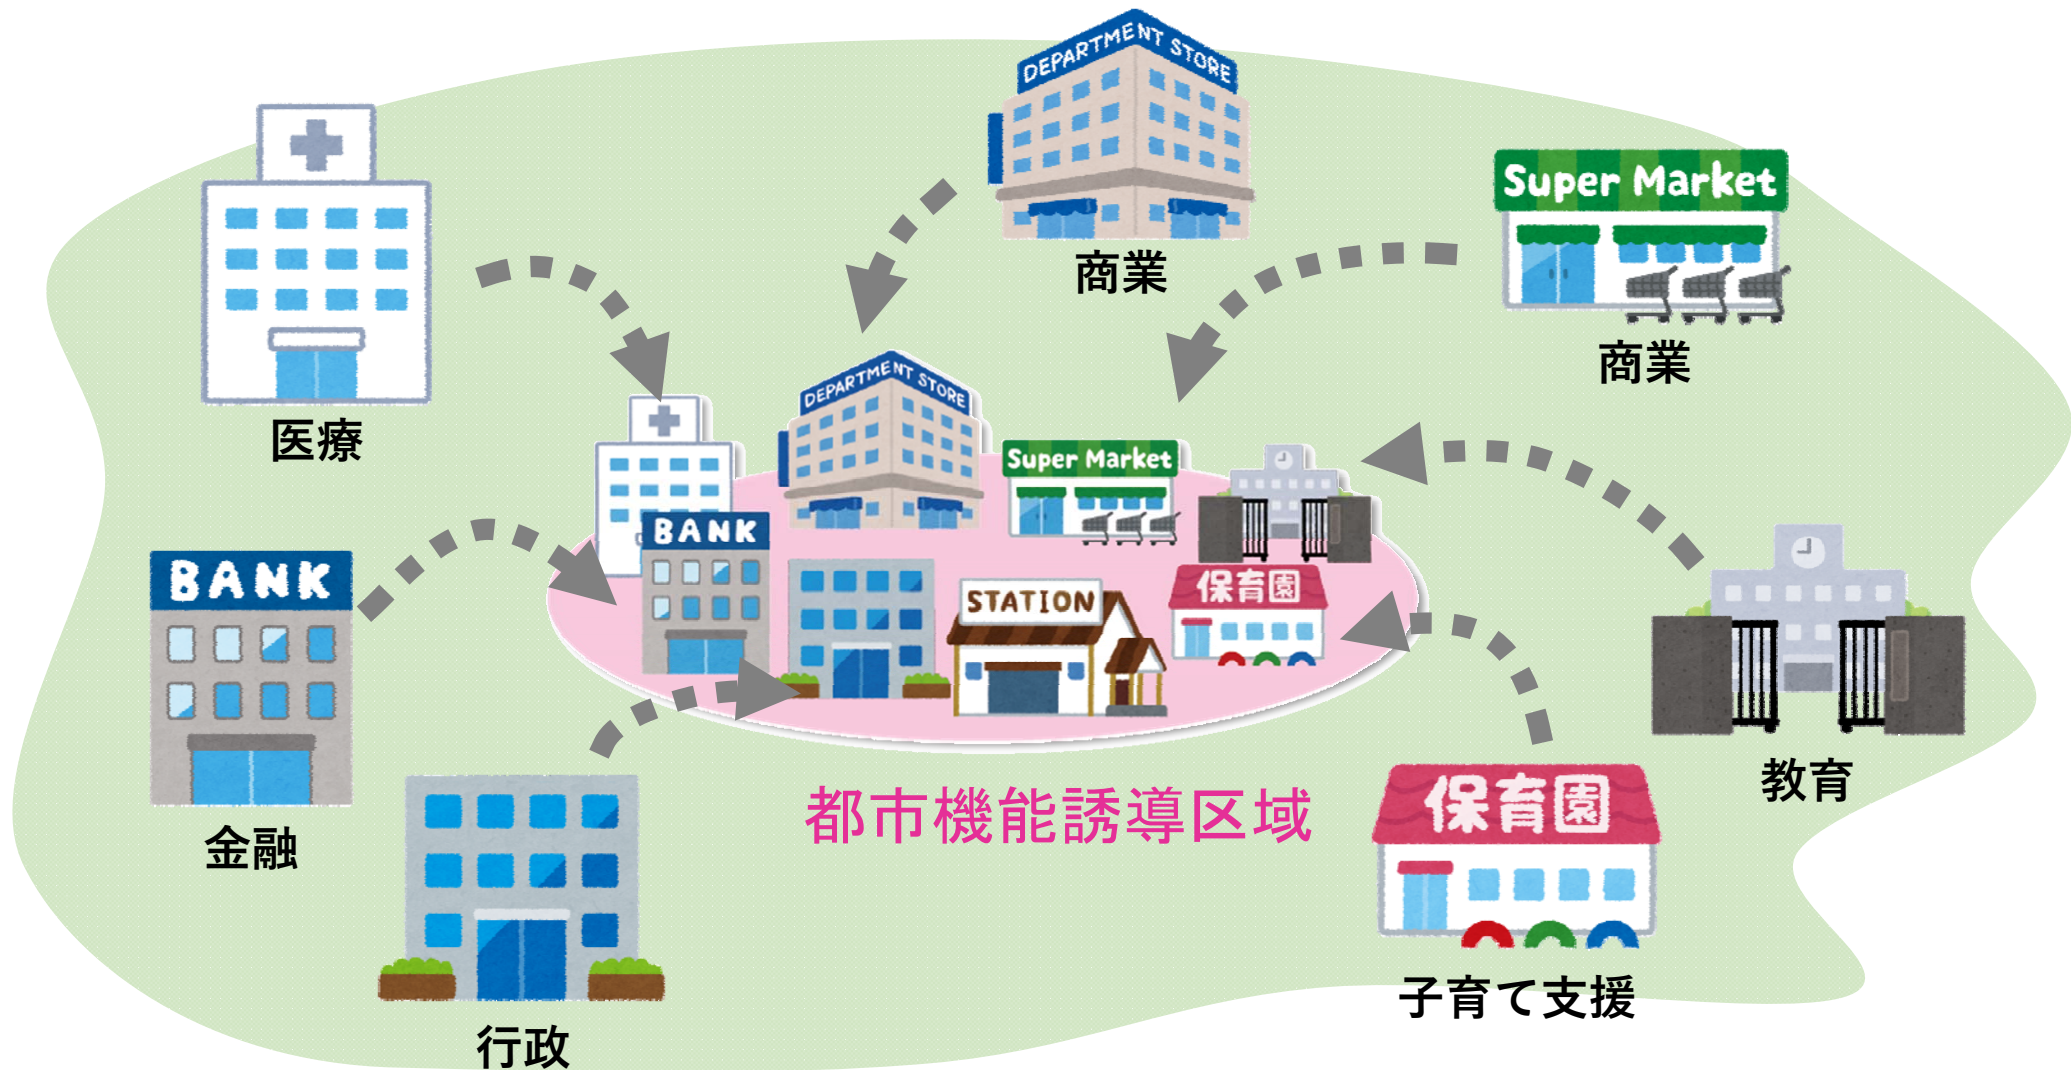 DEPARTMENT STORE
商業
Super Market
商業
医療
DEPARTMENT STORE
Super Market
BANK
保育園
STATION
BANK
金融
教育
都市機能誘導区域
保育園
子育て支援
行政